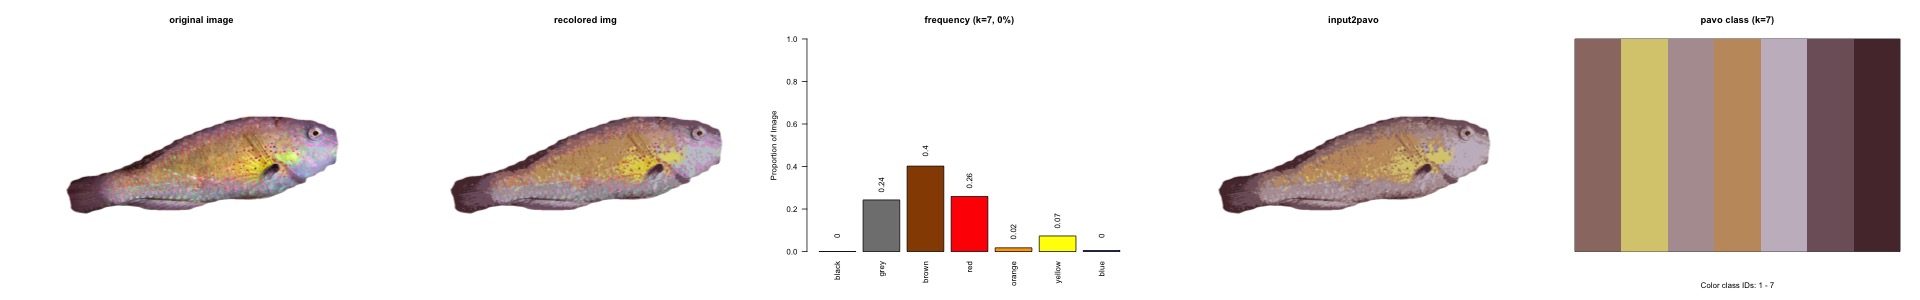 original image
recolored img
frequency (k=7, 0%)
input2pavo
pavo class (k=7)
Proportion of Image
1.0
0.8
0.6
0.4
0.2
0.0
0
0.24
0.4
0.26
0.02
0.07
0
black
grey
brown
red
orange
yellow
blue
Color class IDs: 1 - 7